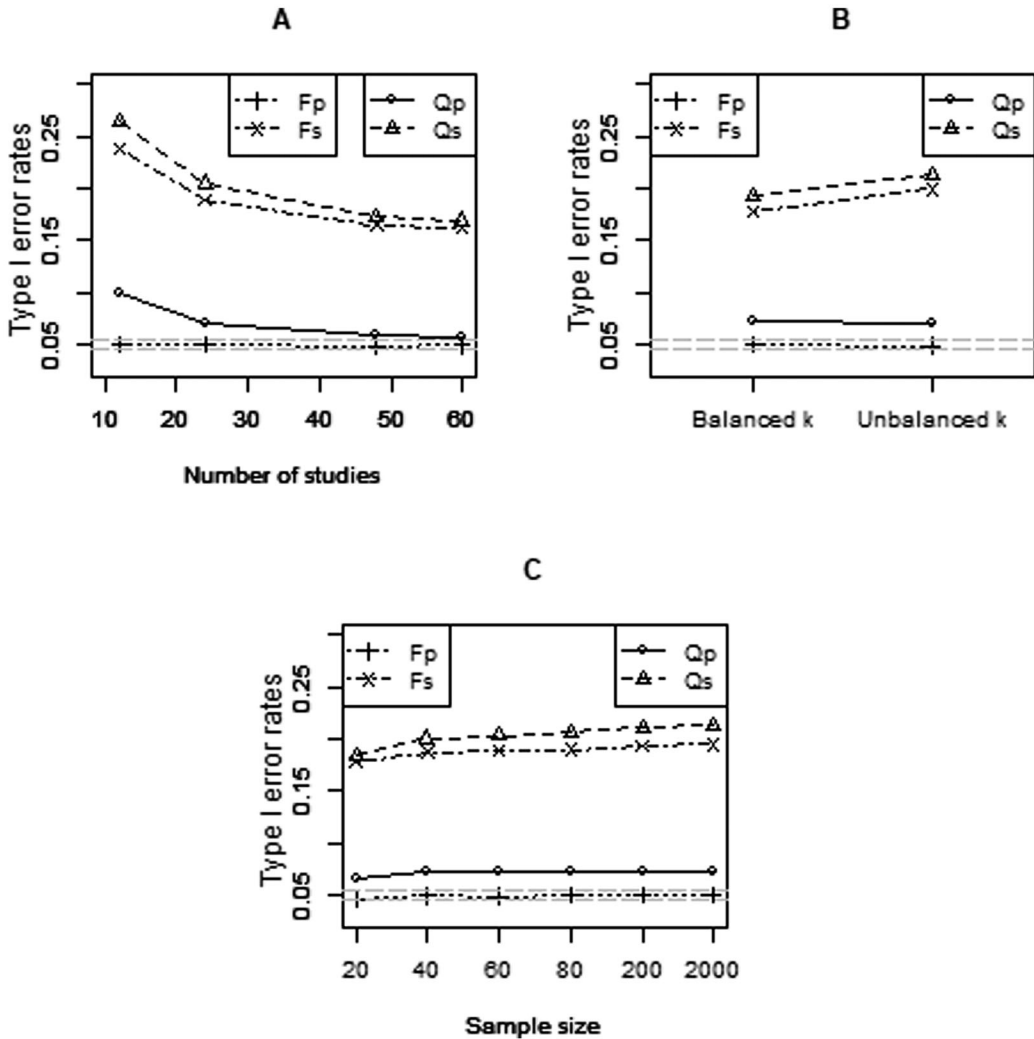 A
Fp
Fs
Qp
Qs
Type I error rates
0.25
0.15
0.05
10 20 30 40 50 60
Number of studies
B
Fp
Fs
Qp
Qs
Type I error rates
0.25
0.15
0.05
Balanced k Unbalanced k
C
Fp
Fs
Qp
Qs
Type I error rates
0.25
0.15
0.05
20 40 60 80 200 2000
Sample size